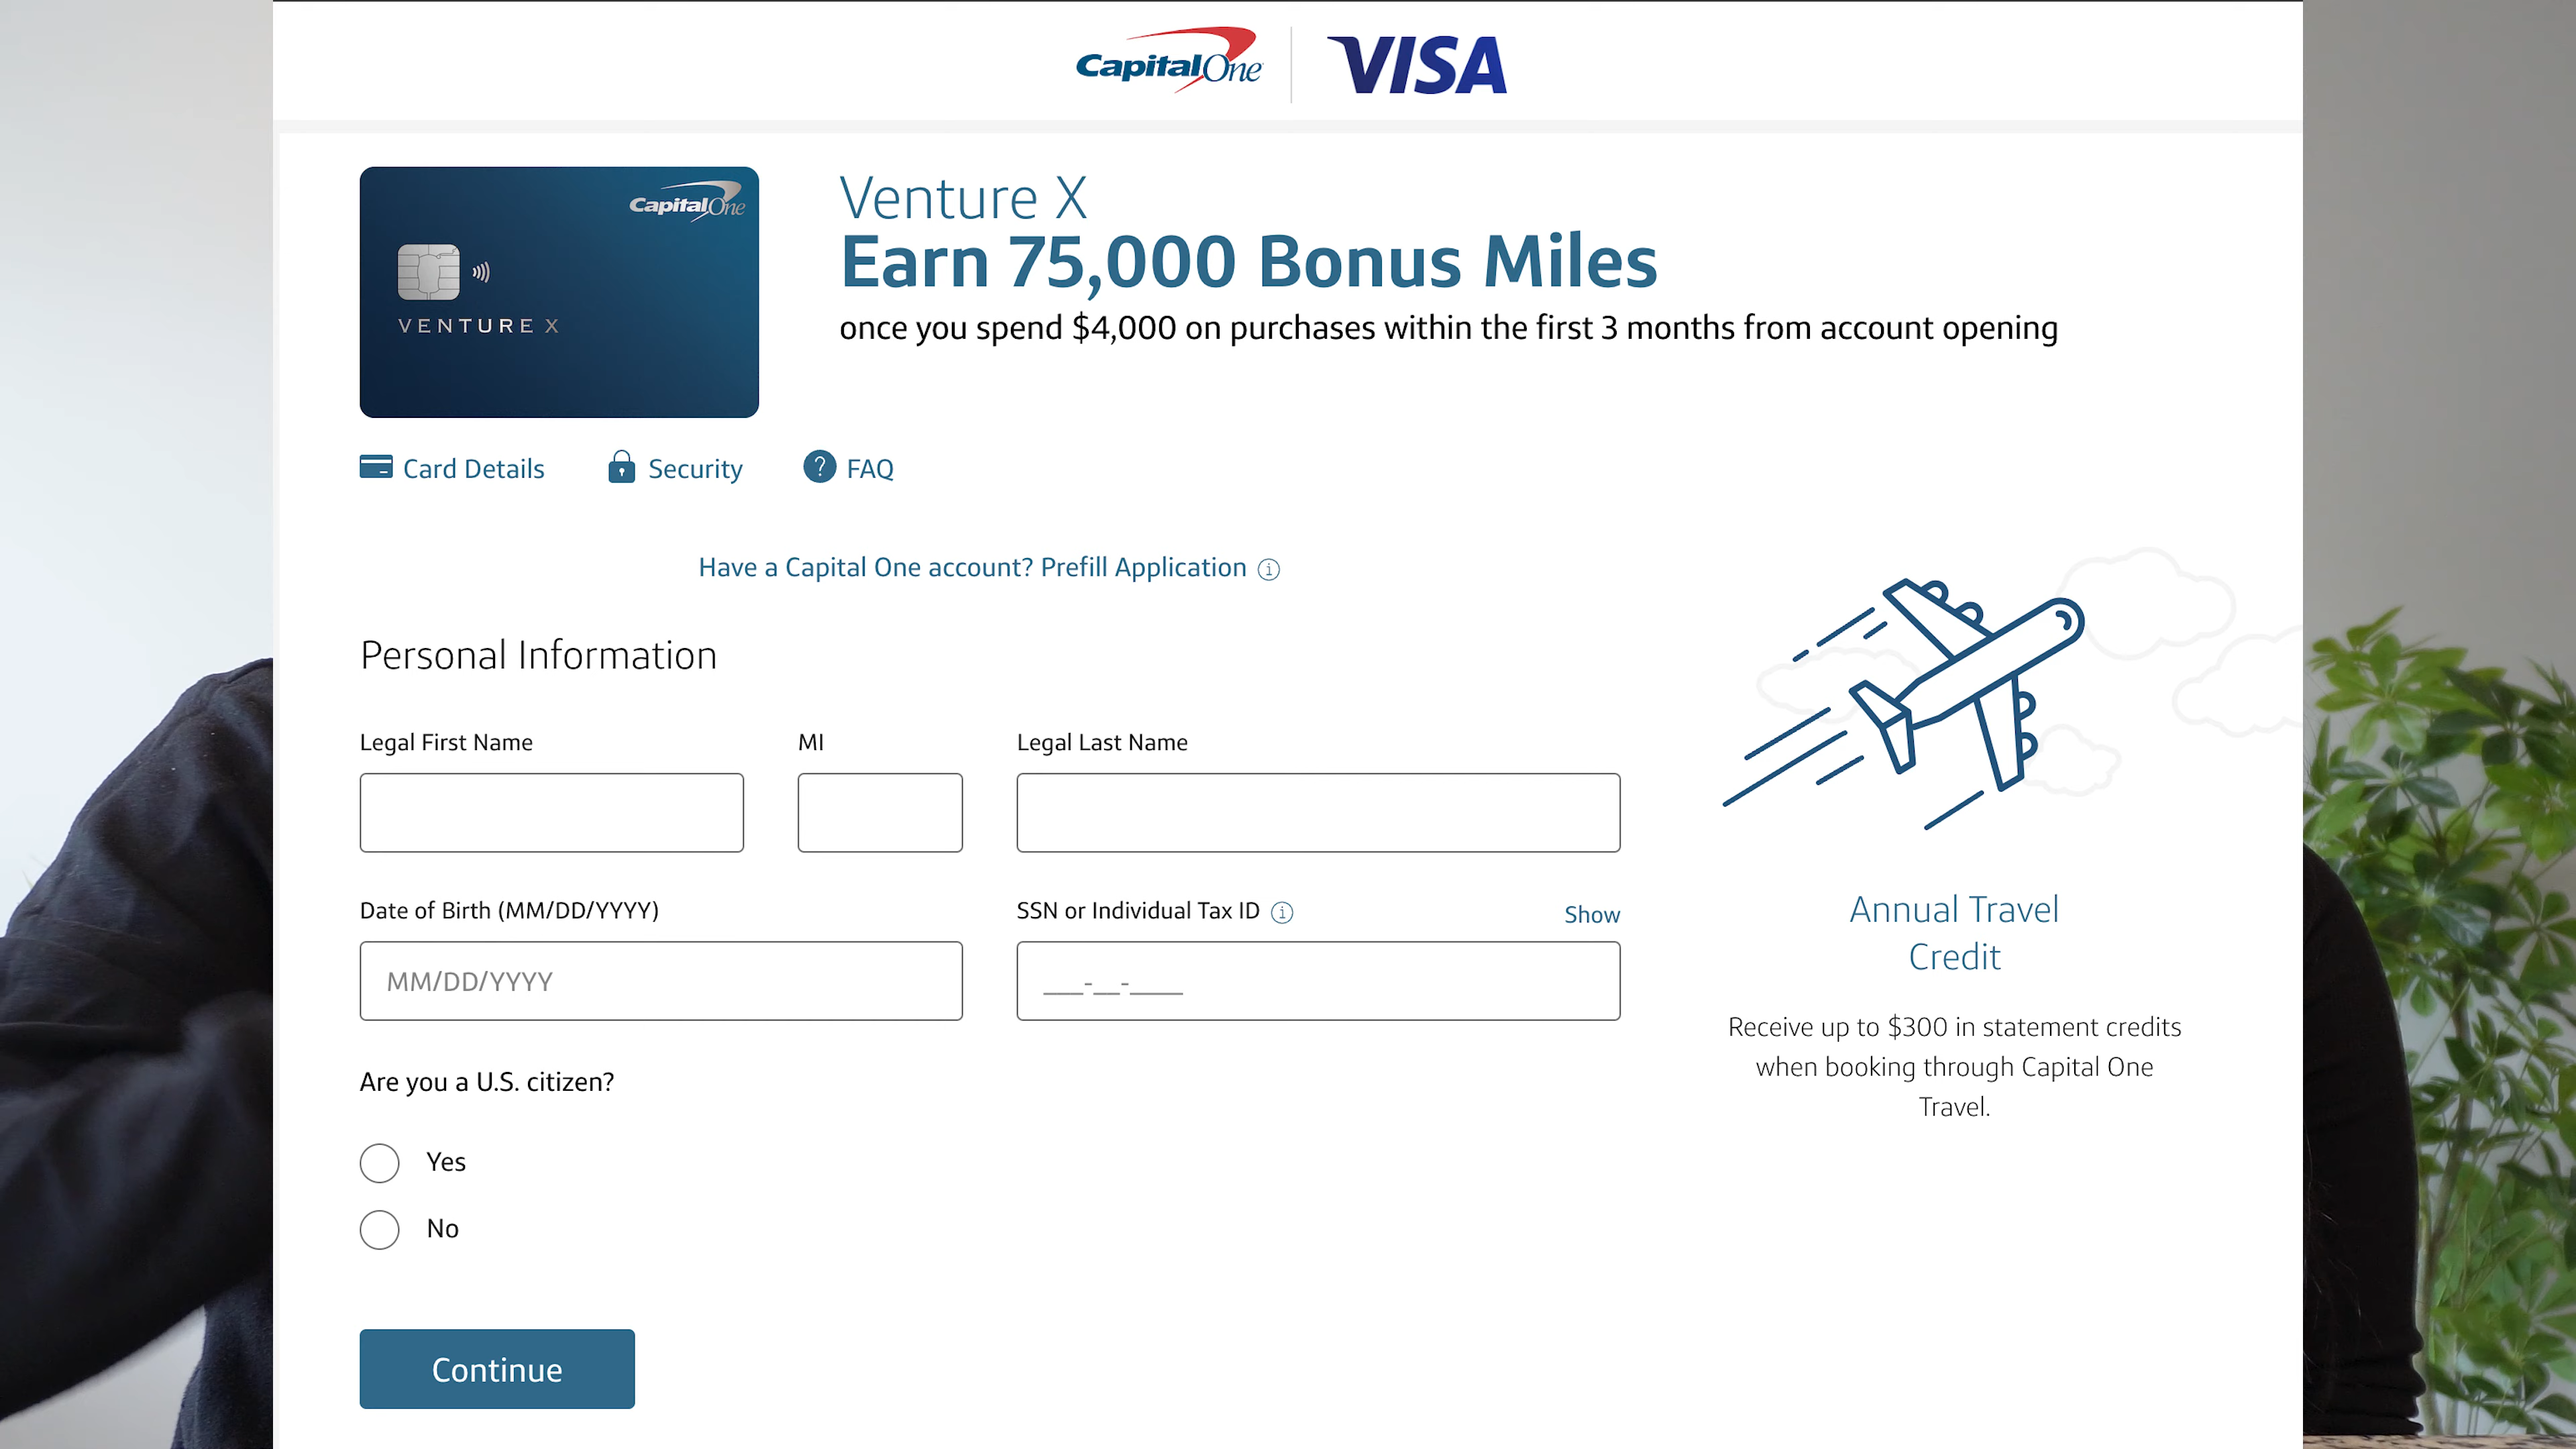 CapitalOne
VISA
CapitalOne
VENTURE X
Venture X
Earn 75,000 Bonus Miles
once you spend $4,000 on purchases within the first 3 months from account opening
Card Details
Security
? FAQ
Have a Capital One account? Prefill Application i
Personal Information
Legal First Name
MI
Legal Last Name
Date of Birth (MM/DD/YYYY)
SSN or Individual Tax ID i
Show
MM/DD/YYYY
___-__-____
Are you a U.S. citizen?
Yes
No
Continue
Annual Travel
Credit
Receive up to $300 in statement credits
when booking through Capital One
Travel.